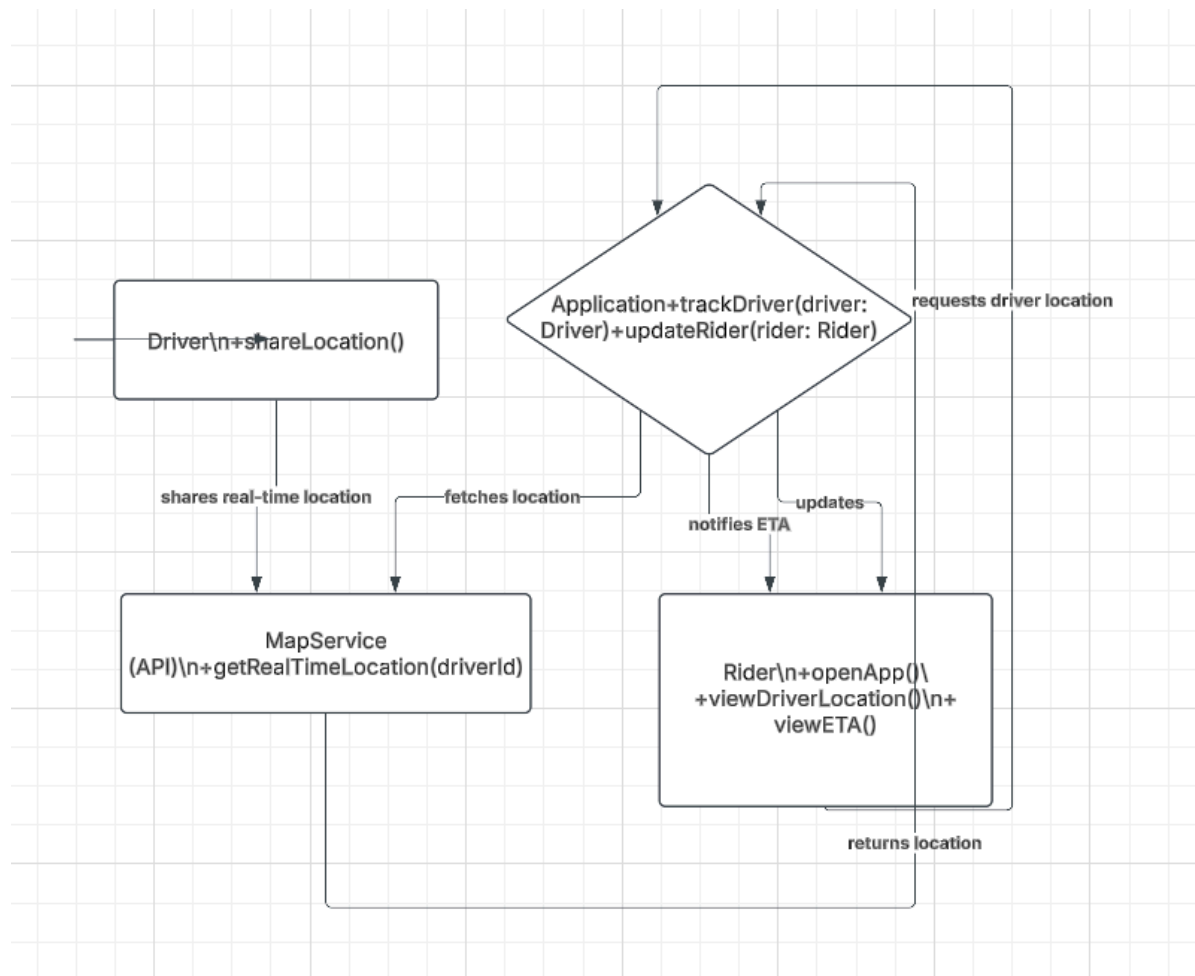 requests driver location
Application+trackDriver(driver:
Driver)+updateRider(rider: Rider)
Driver\n+shareLocation()
shares real-time location
fetches location
notifies ETA
updates
MapService
(API)\n+getRealTimeLocation(driverId)
Rider\n+openApp()\
+viewDriverLocation()\n+
viewETA()
returns location